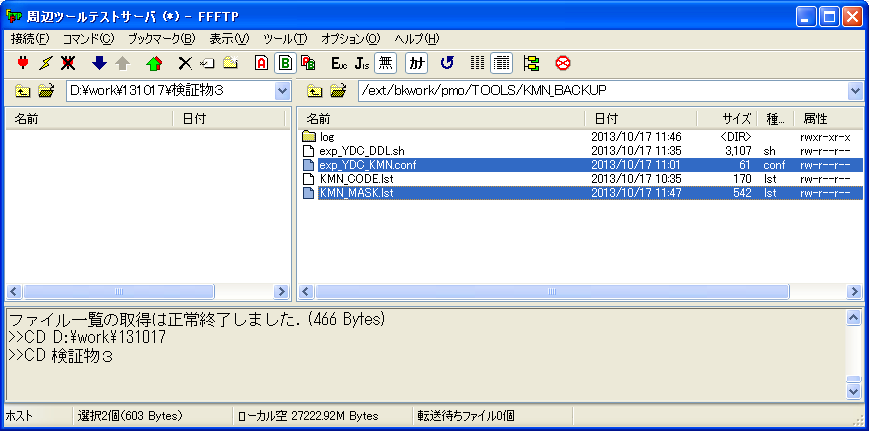 周辺ツールテストサーバ (*) - FFFTP
接続(F) コマンド(C) ブックマーク(B) 表示(V) ツール(T) オプション(O) ヘルプ(H)
A B EUC JIS 無 カナ
D:¥work¥131017¥検証物3 /ext/bkwork/pmo/TOOLS/KMN_BACKUP
名前 日付 名前 日付 サイズ 種... 属性
log 2013/10/17 11:46 <DIR> rwxr-xr-x
exp_YDC_DDL.sh 2013/10/17 11:35 3,107 sh rw-r--r--
exp_YDC_KMN.conf 2013/10/17 11:01 61 conf rw-r--r--
KMN_CODE.lst 2013/10/17 10:35 170 lst rw-r--r--
KMN_MASK.lst 2013/10/17 11:47 542 lst rw-r--r--
ファイル一覧の取得は正常終了しました. (466 Bytes)
>>CD D:¥work¥131017
>>CD 検証物3
ホスト 選択2個(603 Bytes) ローカル空 27222.92M Bytes 転送待ちファイル0個